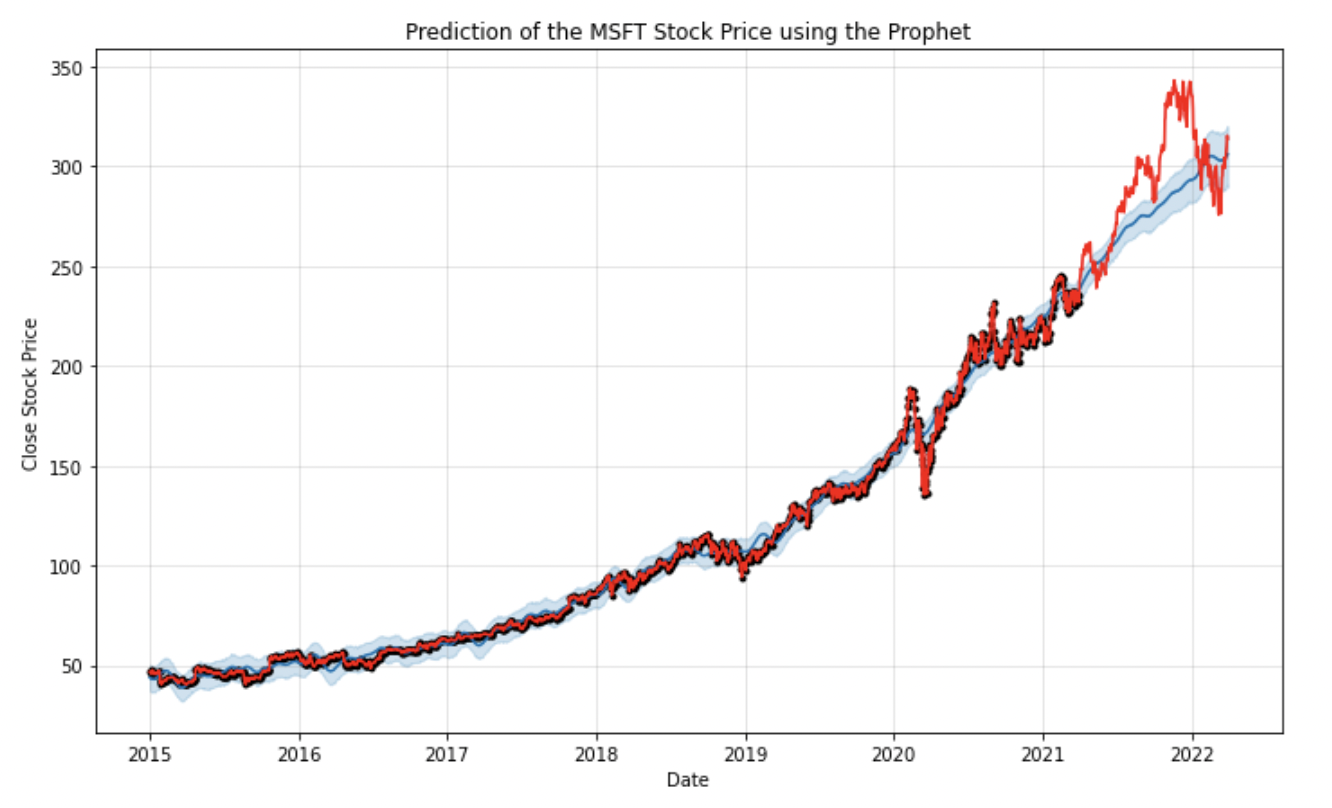 Prediction of the MSFT Stock Price using the Prophet
350
300
250
200
150
100
50
Close Stock Price
2015 2016 2017 2018 2019 2020 2021 2022
Date